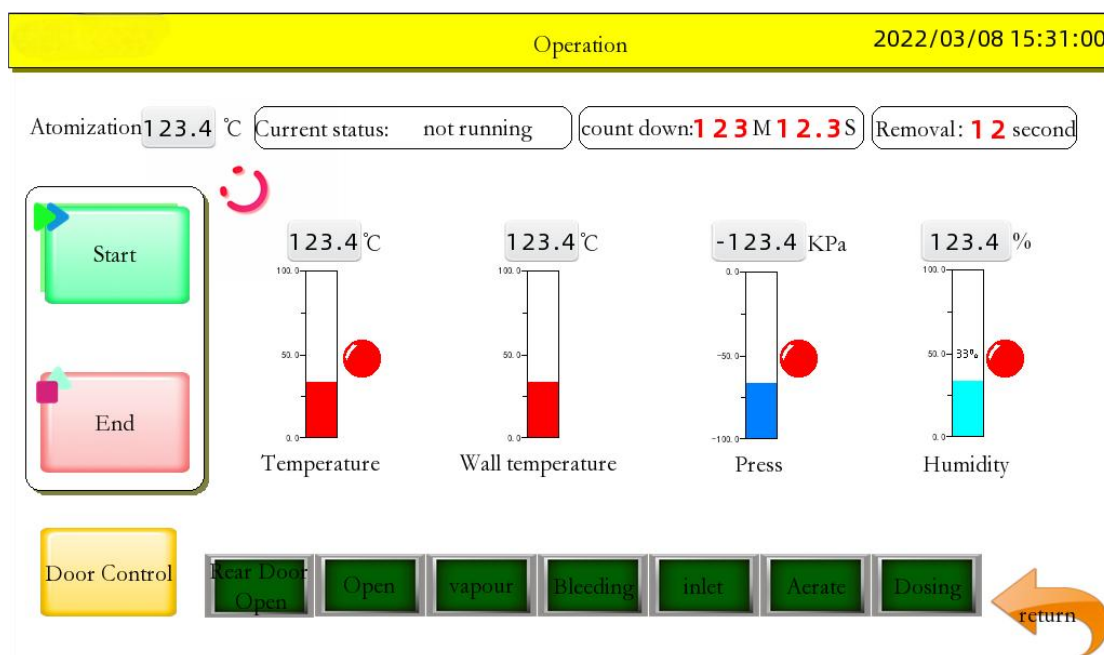 Operation
2022/03/08 15:31:00
Atomization 123.4 ℃
Current status: not running
count down: 123 M 12.3 S
Removal: 12 second
Start
End
123.4 ℃
100.0
50.0
0.0
Temperature
123.4 ℃
100.0
50.0
0.0
Wall temperature
-123.4 KPa
0.0
-50.0
-100.0
Press
123.4 %
100.0
50.0
33%
0.0
Humidity
Door Control
Rear Door
Open
Open
vapour
Bleeding
inlet
Aerate
Dosing
return